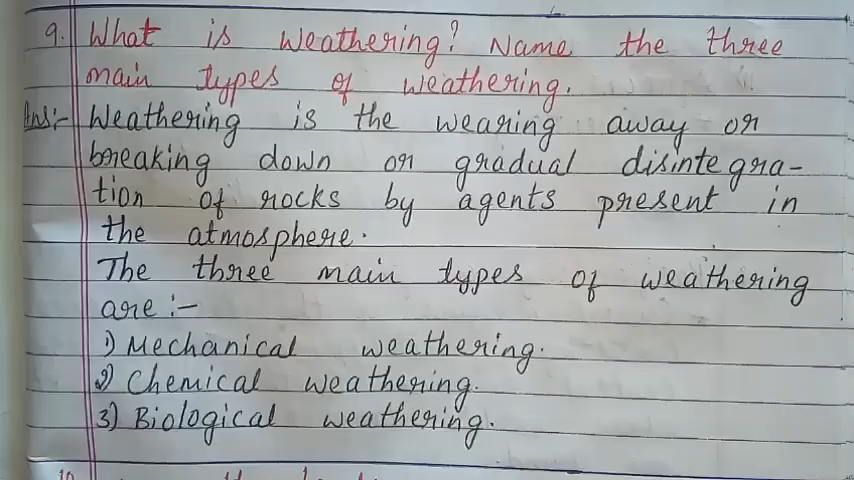 9. What is Weathering? Name the three
main types of weathering.
Ans:- Weathering is the wearing away or
breaking down or gradual disintegra-
tion of rocks by agents present in
the atmosphere.
The three main types of weathering
are :-
1) Mechanical weathering.
2) Chemical weathering.
3) Biological weathering.
10